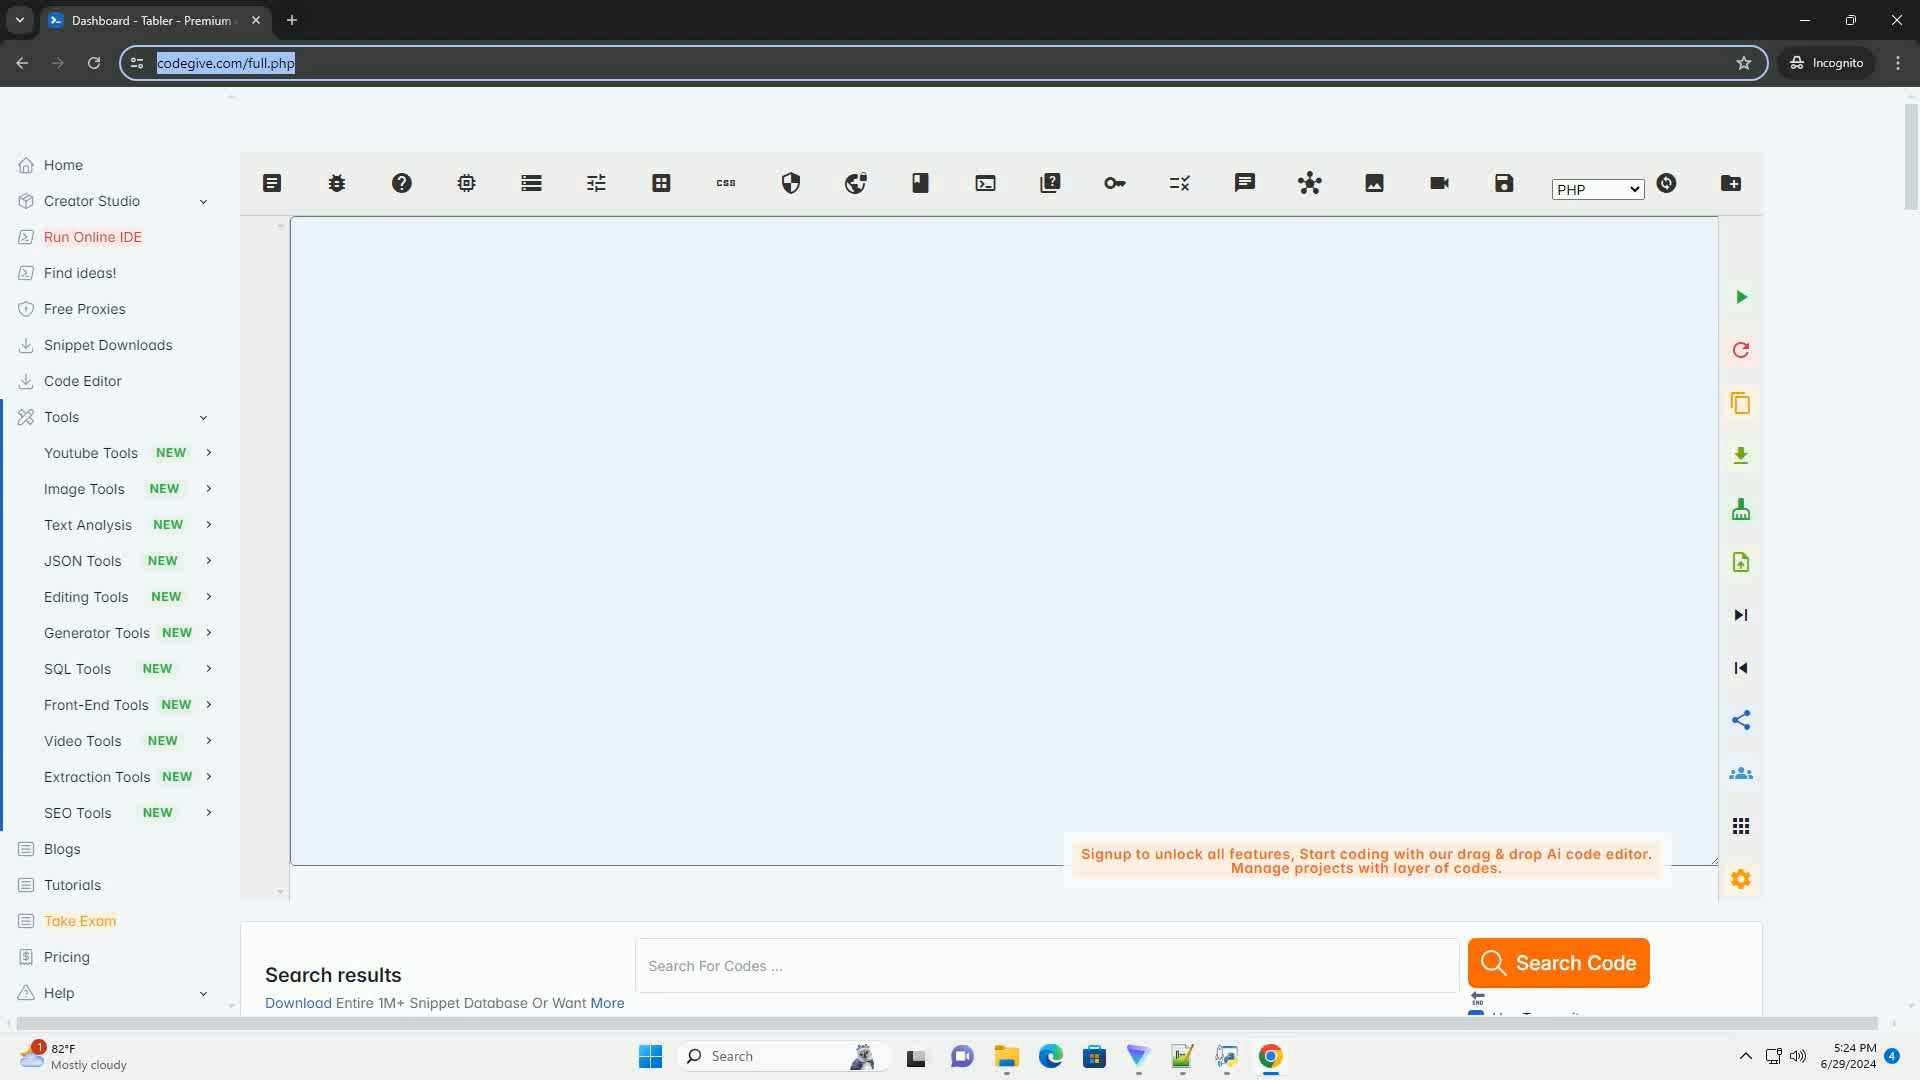 Dashboard - Tabler - Premium
codegive.com/full.php
Incognito
Home
Creator Studio
Run Online IDE
Find ideas!
Free Proxies
Snippet Downloads
Code Editor
Tools
Youtube Tools NEW
Image Tools NEW
Text Analysis NEW
JSON Tools NEW
Editing Tools NEW
Generator Tools NEW
SQL Tools NEW
Front-End Tools NEW
Video Tools NEW
Extraction Tools NEW
SEO Tools NEW
Blogs
Tutorials
Take Exam
Pricing
Help
css
PHP
Signup to unlock all features, Start coding with our drag & drop Ai code editor.
Manage projects with layer of codes.
Search results
Download Entire 1M+ Snippet Database Or Want More
Search For Codes ...
Search Code
END
1
82°F
Mostly cloudy
Search
5:24 PM
6/29/2024
4